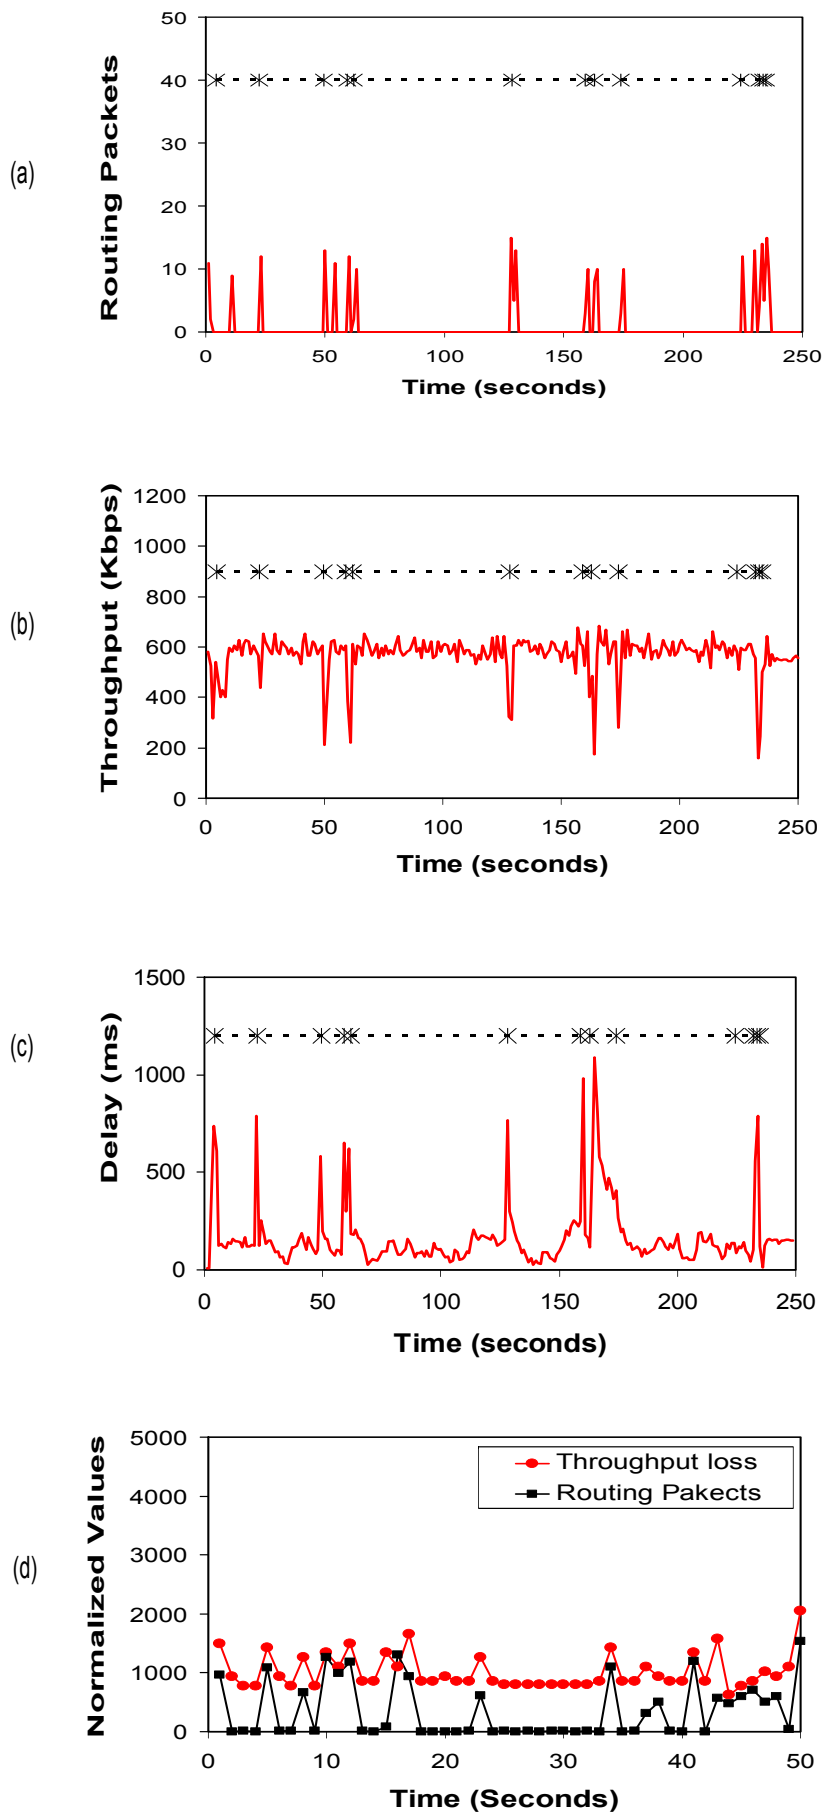 (a)
Routing Packets
50
40
30
20
10
0
0 50 100 150 200 250
Time (seconds)
(b)
Throughput (Kbps)
1200
1000
800
600
400
200
0
0 50 100 150 200 250
Time (seconds)
(c)
Delay (ms)
1500
1000
500
0
0 50 100 150 200 250
Time (seconds)
(d)
Normalized Values
5000
4000
3000
2000
1000
0
Throughput loss
Routing Pakects
0 10 20 30 40 50
Time (Seconds)